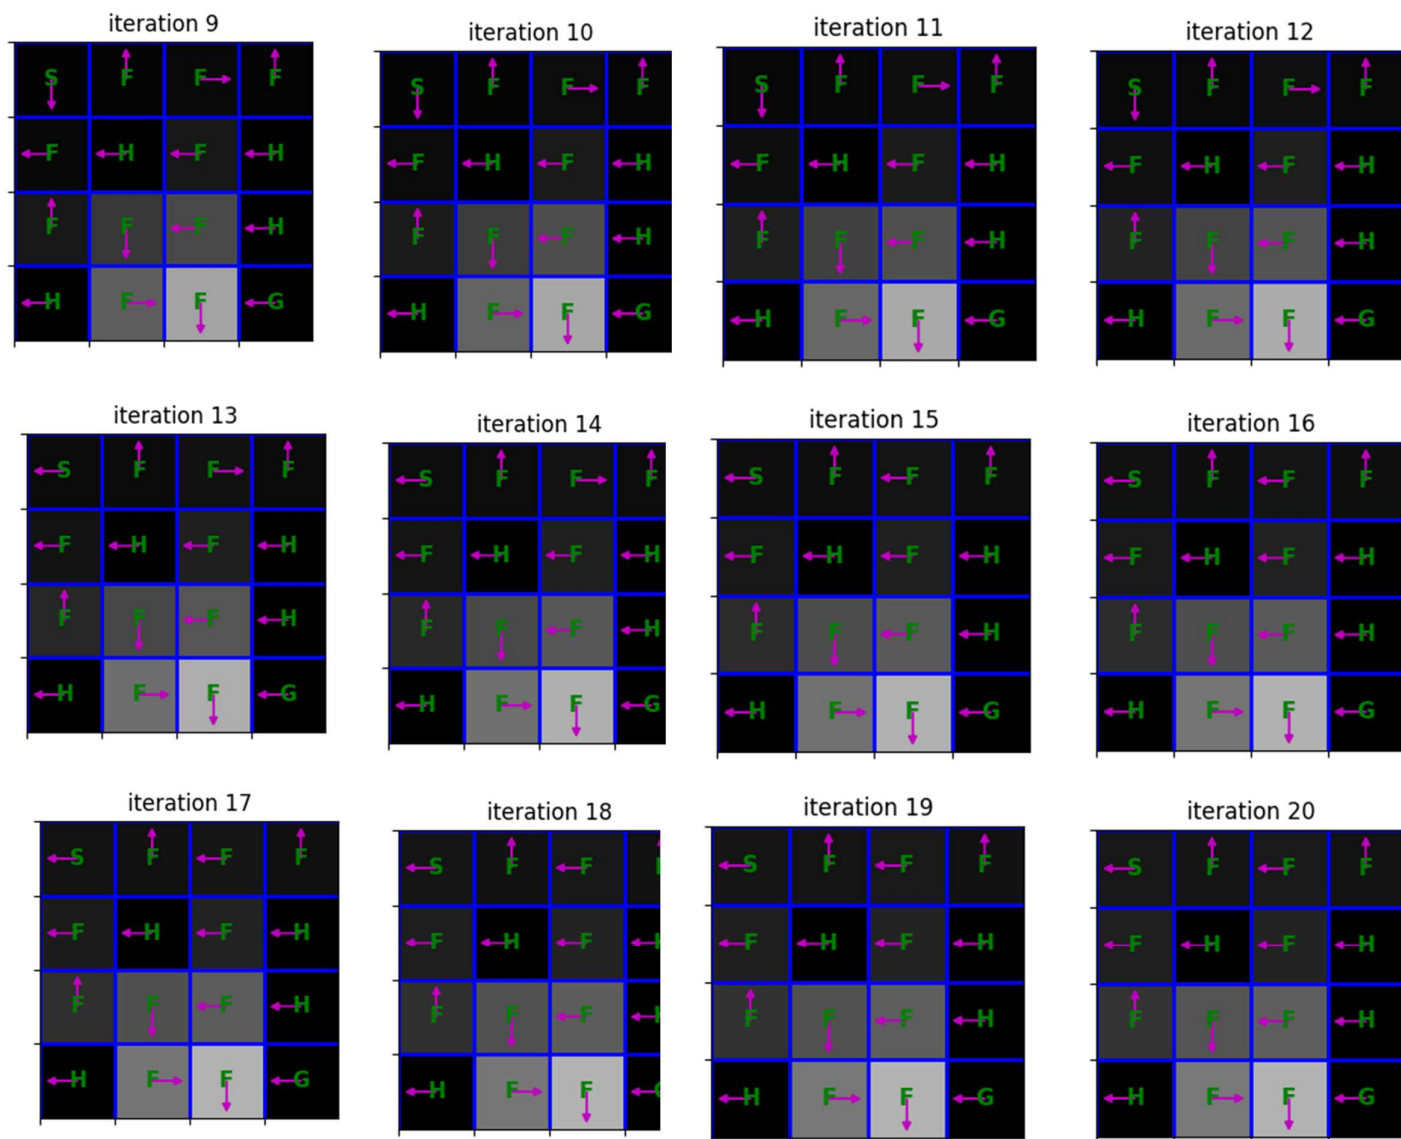 iteration 9
S F F F
F H F H
F F F H
H F F G
iteration 10
S F F F
F H F H
F F F H
H F F G
iteration 11
S F F F
F H F H
F F F H
H F F G
iteration 12
S F F F
F H F H
F F F H
H F F G
iteration 13
S F F F
F H F H
F F F H
H F F G
iteration 14
S F F F
F H F H
F F F H
H F F G
iteration 15
S F F F
F H F H
F F F H
H F F G
iteration 16
S F F F
F H F H
F F F H
H F F G
iteration 17
S F F F
F H F H
F F F H
H F F G
iteration 18
S F F
F H F
F F F
H F F
iteration 19
S F F F
F H F H
F F F H
H F F G
iteration 20
S F F F
F H F H
F F F H
H F F G